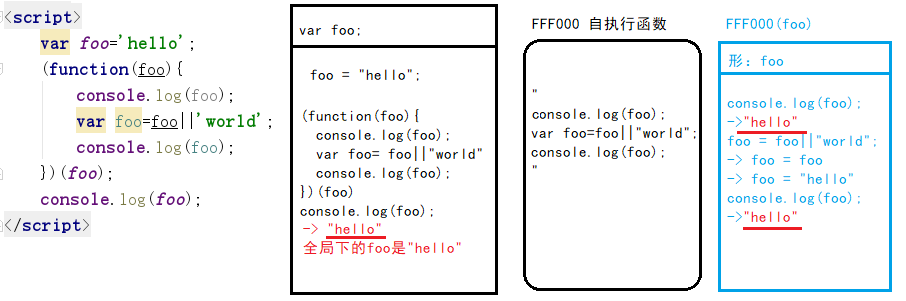 <script>
var foo='hello';
(function(foo){
console.log(foo);
var foo=foo||'world';
console.log(foo);
})(foo);
console.log(foo);
</script>
var foo;
foo = "hello";
(function(foo){
console.log(foo);
var foo= foo||"world"
console.log(foo);
})(foo)
console.log(foo);
-> "hello"
全局下的foo是"hello"
FFF000 自执行函数
"
console.log(foo);
var foo=foo||"world";
console.log(foo);
"
FFF000(foo)
形: foo
console.log(foo);
->"hello"
foo = foo||"world";
-> foo = foo
-> foo = "hello"
console.log(foo);
->"hello"